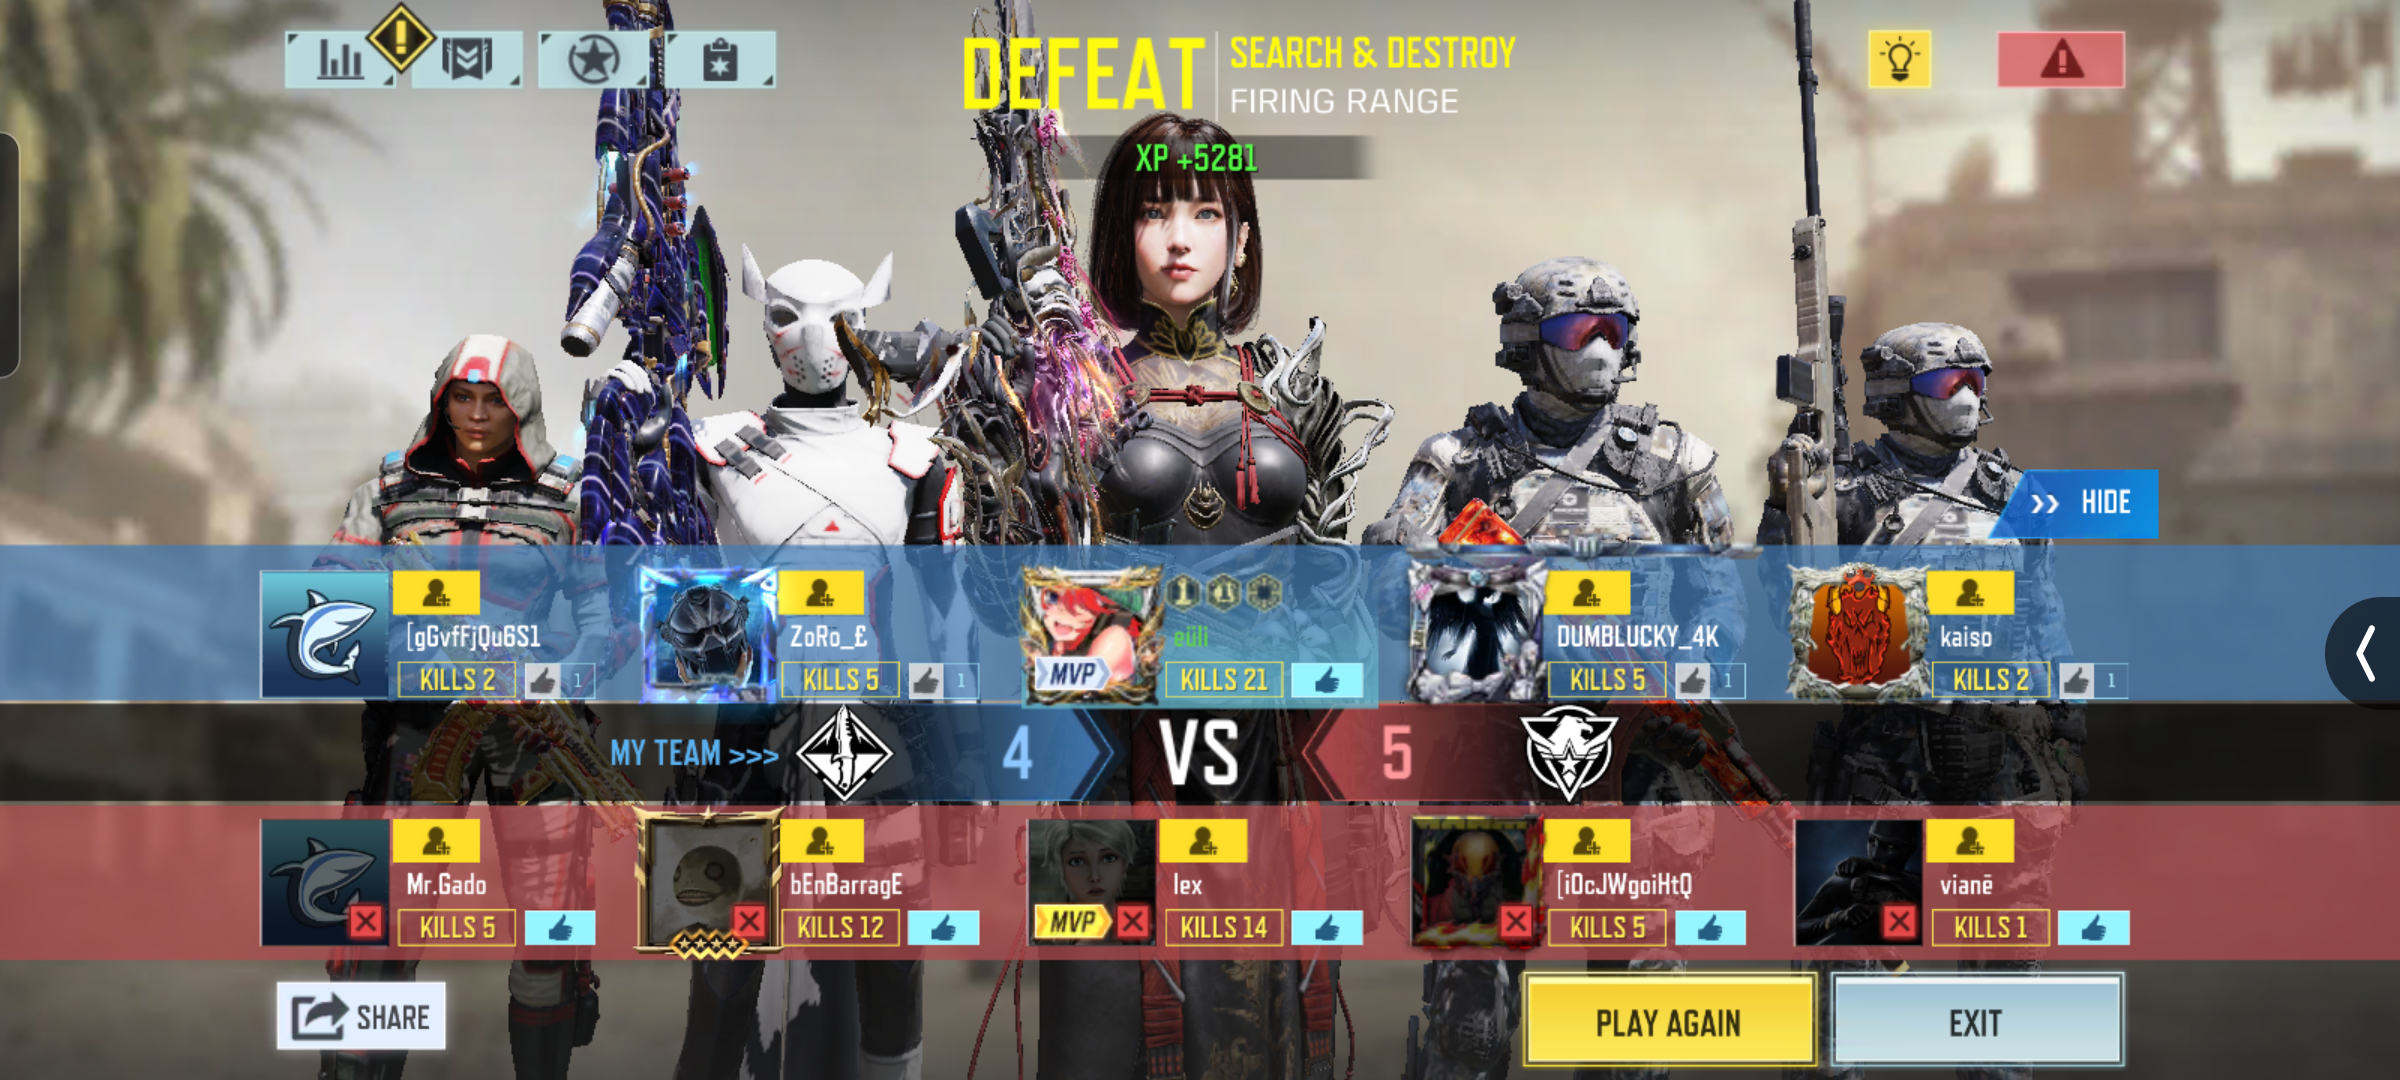 DEFEAT
SEARCH & DESTROY
FIRING RANGE
XP +5281
HIDE
[gGvfFjQu6S1
KILLS 2
1
ZoRo_£
KILLS 5
1
MVP
eüli
KILLS 21
DUMBLUCKY_4K
KILLS 5
1
kaiso
KILLS 2
1
MY TEAM >>>
4
VS
5
Mr.Gado
KILLS 5
bEnBarragE
KILLS 12
MVP
lex
KILLS 14
[iOcJWgoiHtQ
KILLS 5
vianē
KILLS 1
SHARE
PLAY AGAIN
EXIT